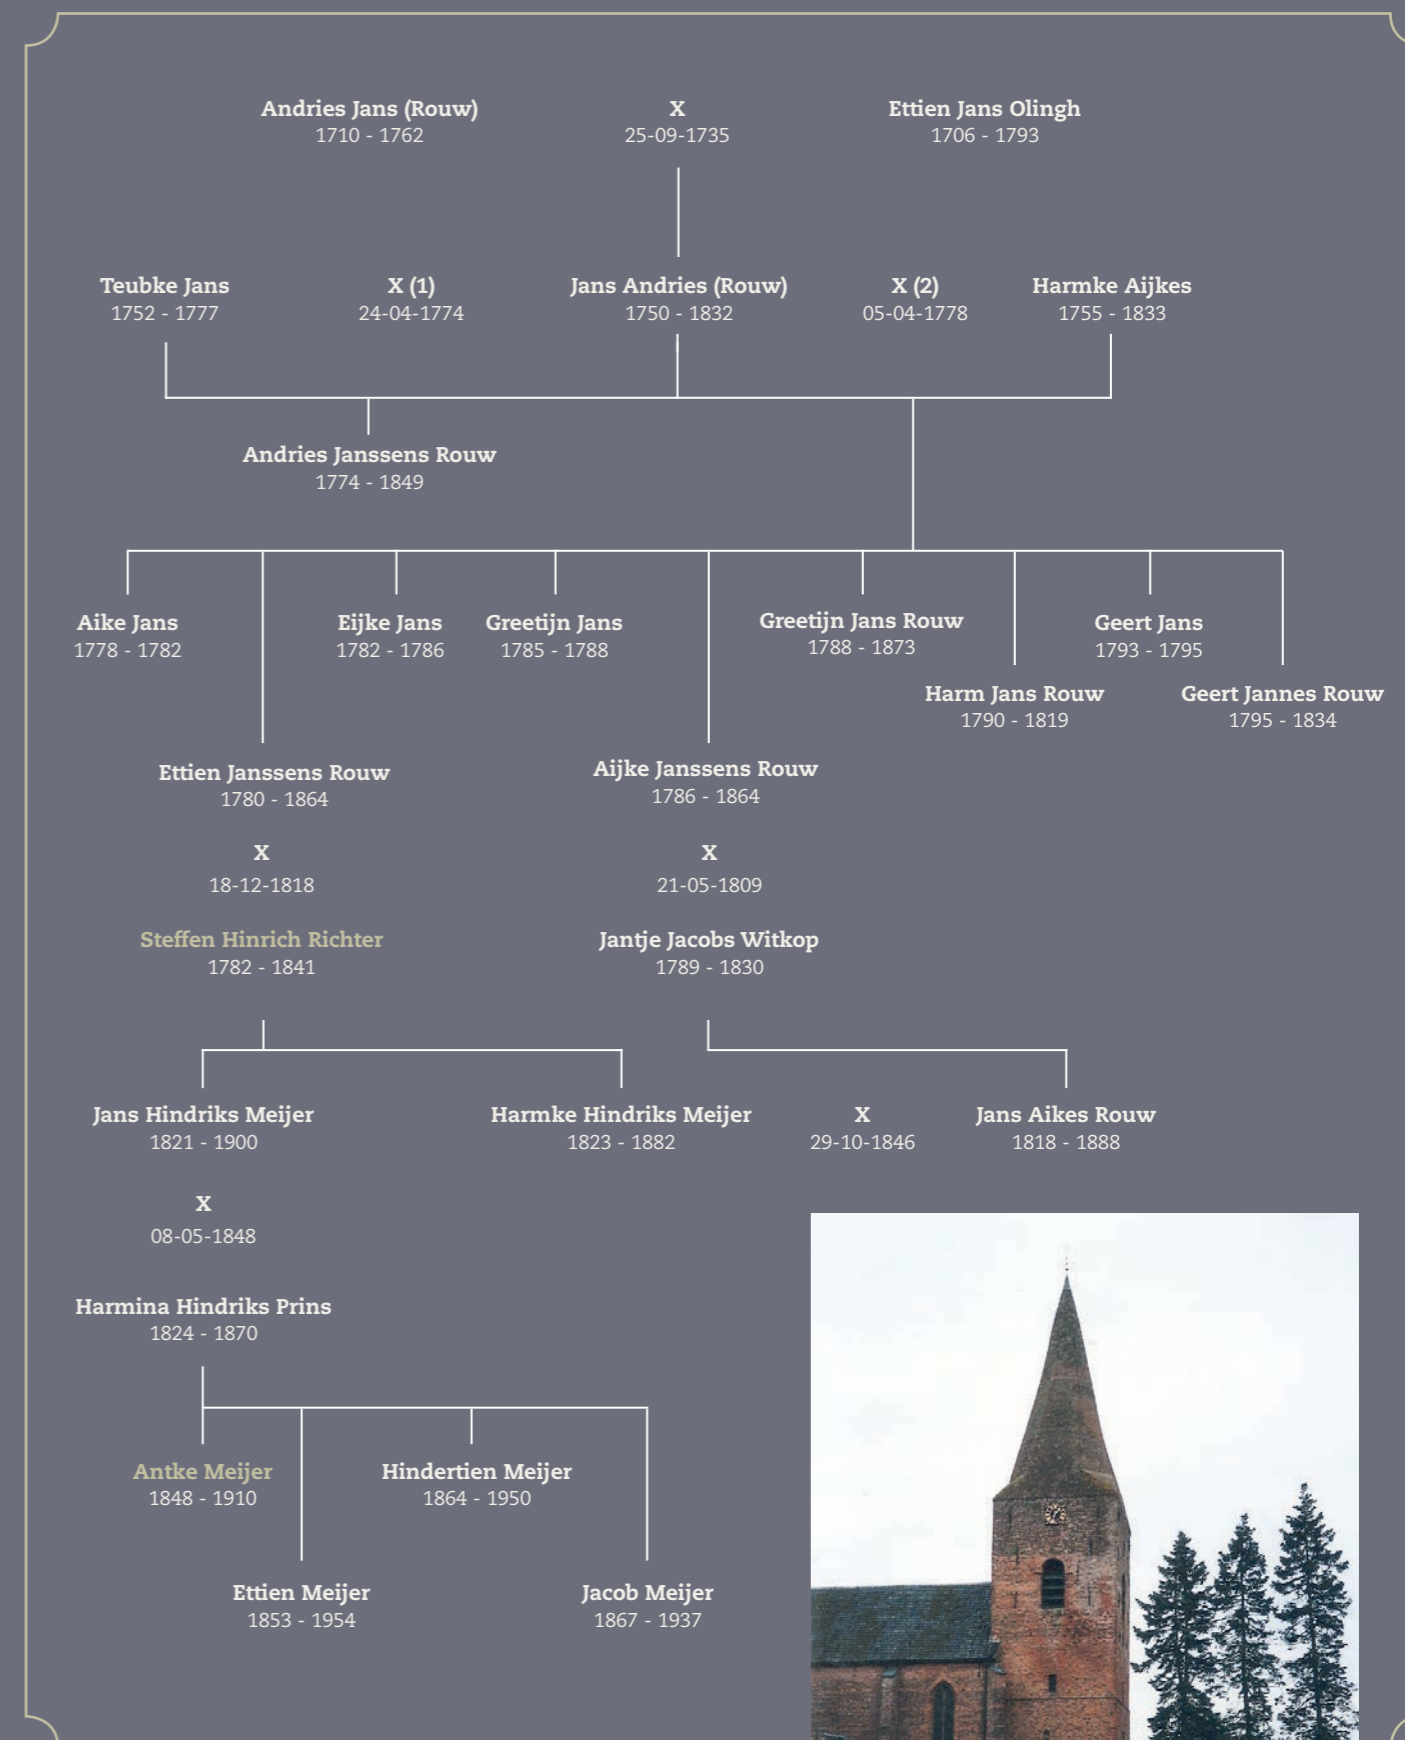 Andries Jans (Rouw)
1710 - 1762
X
25-09-1735
Ettien Jans Olingh
1706 - 1793
Teubke Jans
1752 - 1777
X (1)
24-04-1774
Jans Andries (Rouw)
1750 - 1832
X (2)
05-04-1778
Harmke Aijkes
1755 - 1833
Andries Janssens Rouw
1774 - 1849
Aike Jans
1778 - 1782
Eijke Jans
1782 - 1786
Greetijn Jans
1785 - 1788
Greetijn Jans Rouw
1788 - 1873
Geert Jans
1793 - 1795
Harm Jans Rouw
1790 - 1819
Geert Jannes Rouw
1795 - 1834
Ettien Janssens Rouw
1780 - 1864
X
18-12-1818
Steffen Hinrich Richter
1782 - 1841
Aijke Janssens Rouw
1786 - 1864
X
21-05-1809
Jantje Jacobs Witkop
1789 - 1830
Jans Hindriks Meijer
1821 - 1900
Harmke Hindriks Meijer
1823 - 1882
X
29-10-1846
Jans Aikes Rouw
1818 - 1888
X
08-05-1848
Harmina Hindriks Prins
1824 - 1870
Antke Meijer
1848 - 1910
Hindertien Meijer
1864 - 1950
Ettien Meijer
1853 - 1954
Jacob Meijer
1867 - 1937